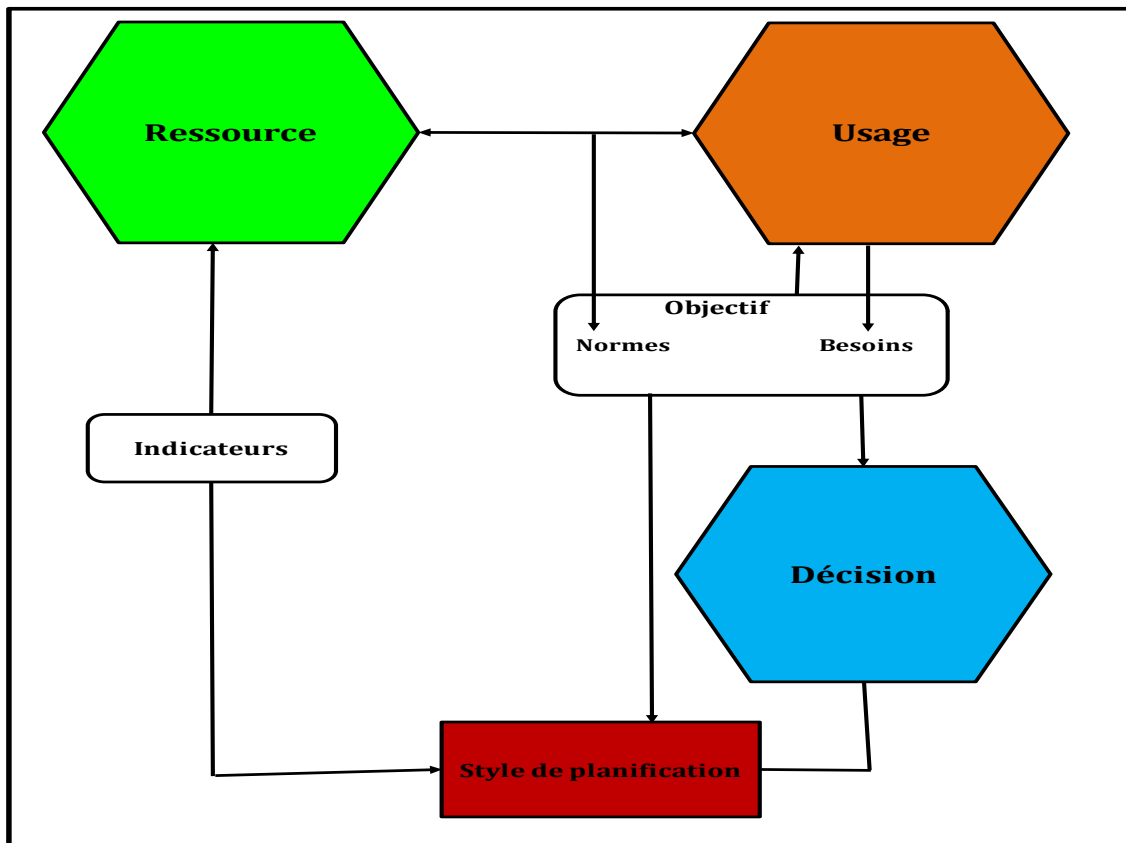 Ressource
Usage
Objectif
Normes
Besoins
Indicateurs
Décision
Style de planification